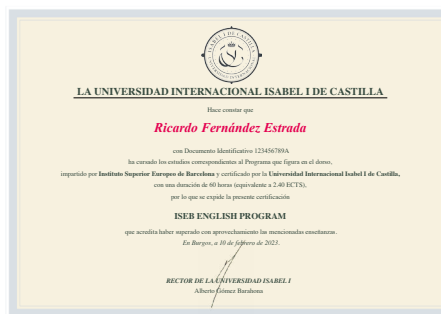 LA UNIVERSIDAD INTERNACIONAL ISABEL I DE CASTILLA
Hace constar que
Ricardo Fernández Estrada
con Documento Identificativo 123456789A
ha cursado los estudios correspondientes al Programa que figura en el dorso,
impartido por Instituto Superior Europeo de Barcelona y certificado por la Universidad Internacional Isabel I de Castilla,
con una duración de 60 horas (equivalente a 2.40 ECTS),
por lo que se expide la presente certificación
ISEB ENGLISH PROGRAM
que acredita haber superado con aprovechamiento las mencionadas enseñanzas.
En Burgos, a 10 de febrero de 2023.
RECTOR DE LA UNIVERSIDAD ISABEL I
Alberto Gómez Barahona